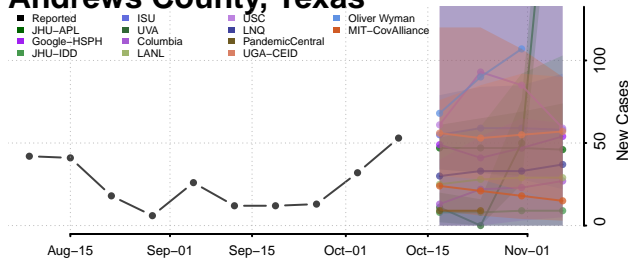 Andrews County, Texas
Reported ISU USC Oliver Wyman
JHU-APL UVA LNQ MIT-CovAlliance
Google-HSPH Columbia PandemicCentral
JHU-IDD LANL UGA-CEID
100
50
0
New Cases
Aug-15 Sep-01 Sep-15 Oct-01 Oct-15 Nov-01